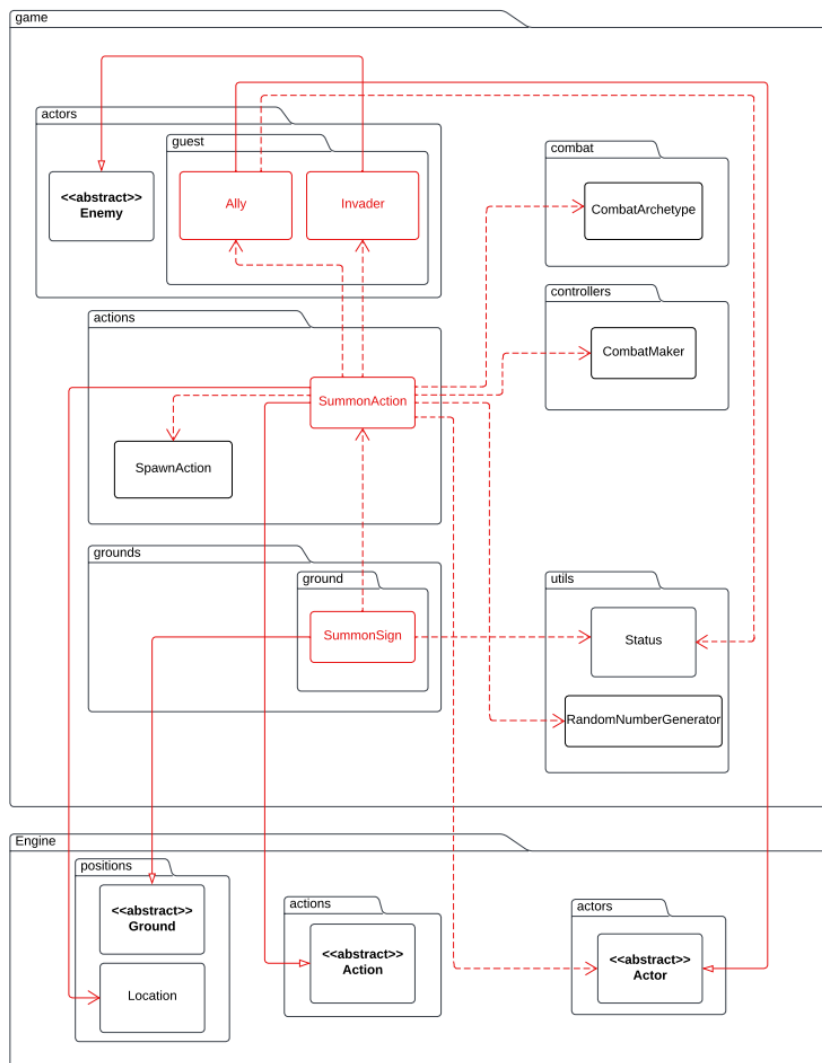 game
actors
guest
<<abstract>>
Enemy
Ally
Invader
combat
CombatArchetype
controllers
CombatMaker
actions
SummonAction
SpawnAction
grounds
ground
SummonSign
utils
Status
RandomNumberGenerator
Engine
positions
<<abstract>>
Ground
Location
actions
<<abstract>>
Action
actors
<<abstract>>
Actor